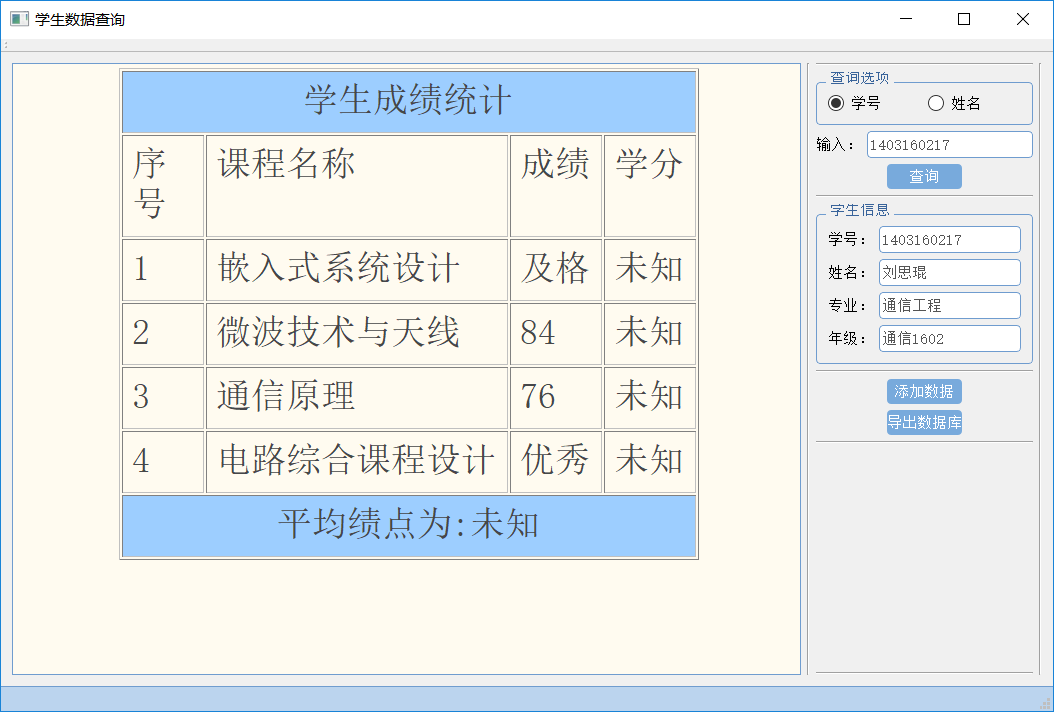 学生数据查询
学生成绩统计
序号 课程名称 成绩 学分
1 嵌入式系统设计 及格 未知
2 微波技术与天线 84 未知
3 通信原理 76 未知
4 电路综合课程设计 优秀 未知
平均绩点为:未知
查询选项
学号 姓名
输入： 1403160217
查询
学生信息
学号： 1403160217
姓名： 刘思琨
专业： 通信工程
年级： 通信1602
添加数据
导出数据库